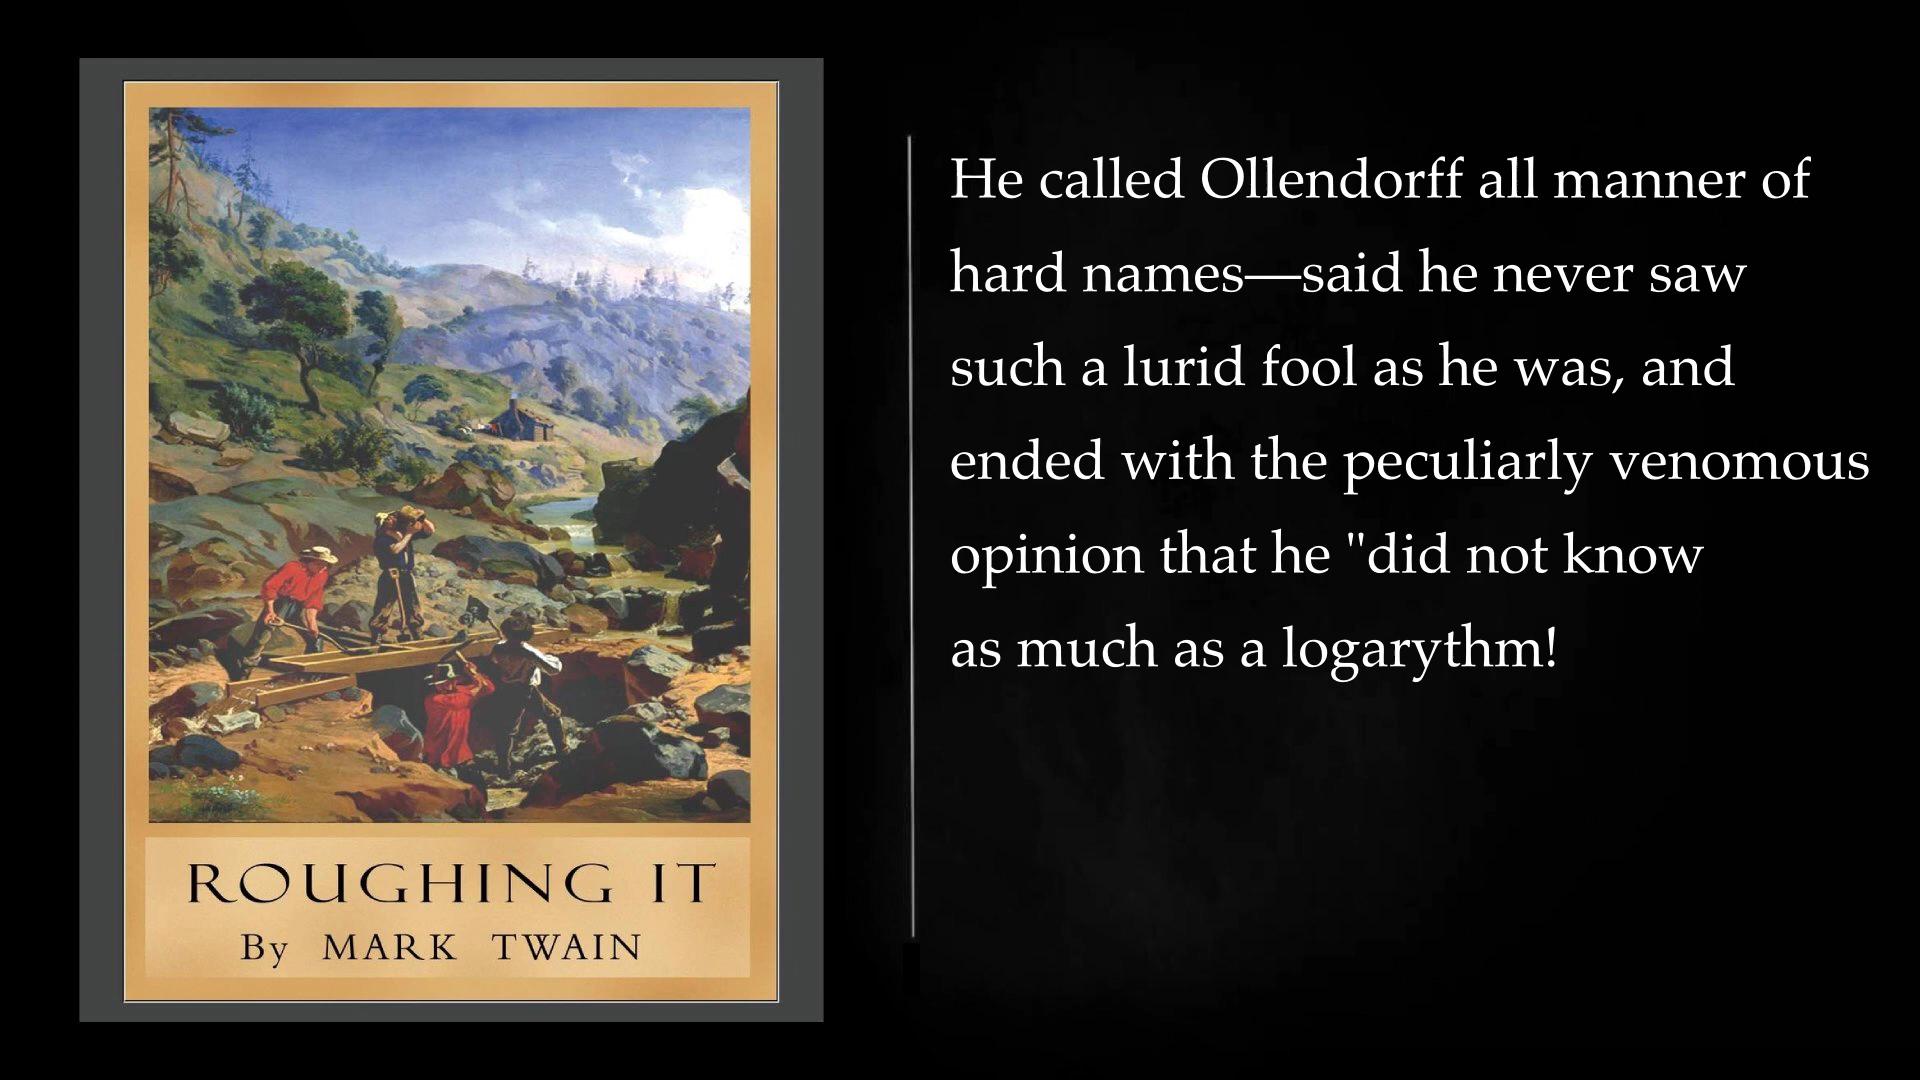 ROUGHING IT
By MARK TWAIN
He called Ollendorff all manner of
hard names—said he never saw
such a lurid fool as he was, and
ended with the peculiarly venomous
opinion that he "did not know
as much as a logarythm!